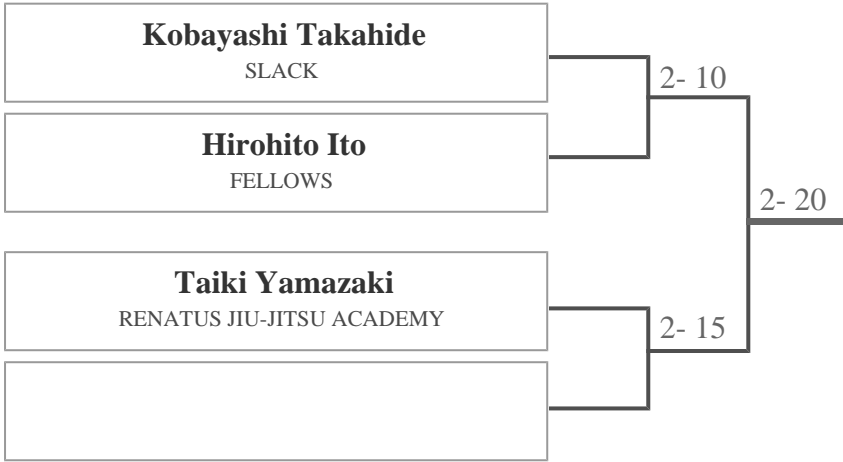 Kobayashi Takahide
SLACK
2- 10
Hirohito Ito
FELLOWS
2- 20
Taiki Yamazaki
RENATUS JIU-JITSU ACADEMY
2- 15